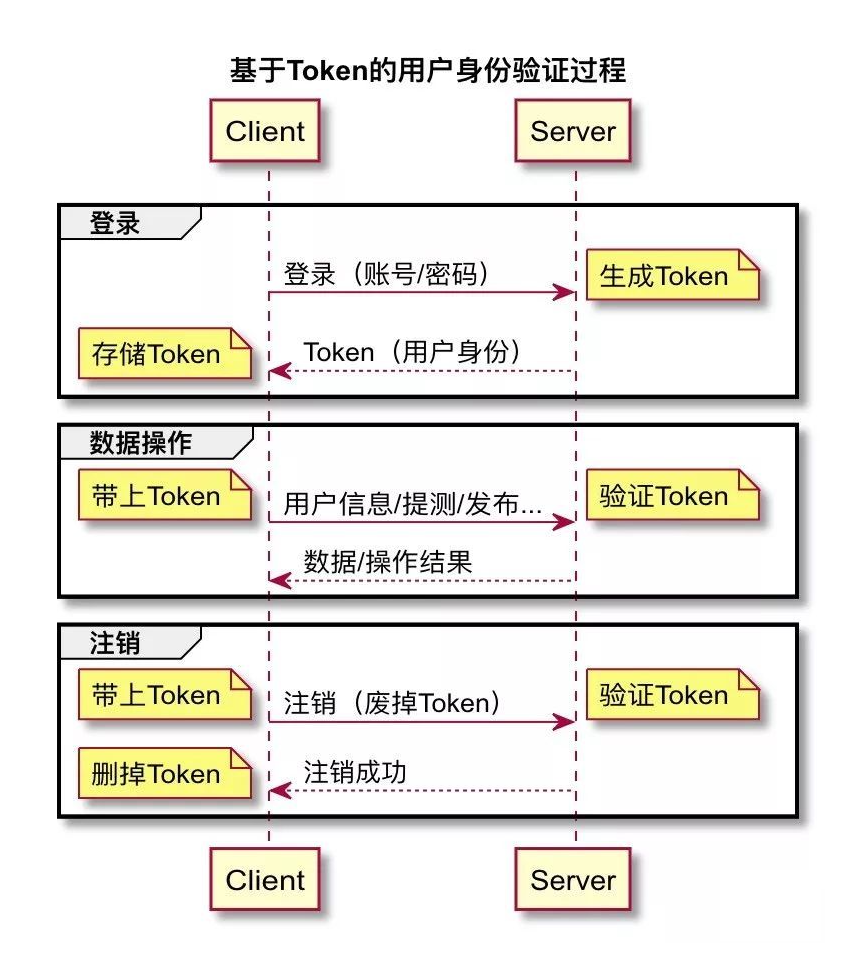 基于Token的用户身份验证过程
Client
Server
登录
登录（账号/密码）
生成Token
存储Token
Token（用户身份）
数据操作
带上Token
用户信息/提测/发布...
验证Token
数据/操作结果
注销
带上Token
注销（废掉Token）
验证Token
删掉Token
注销成功
Client
Server